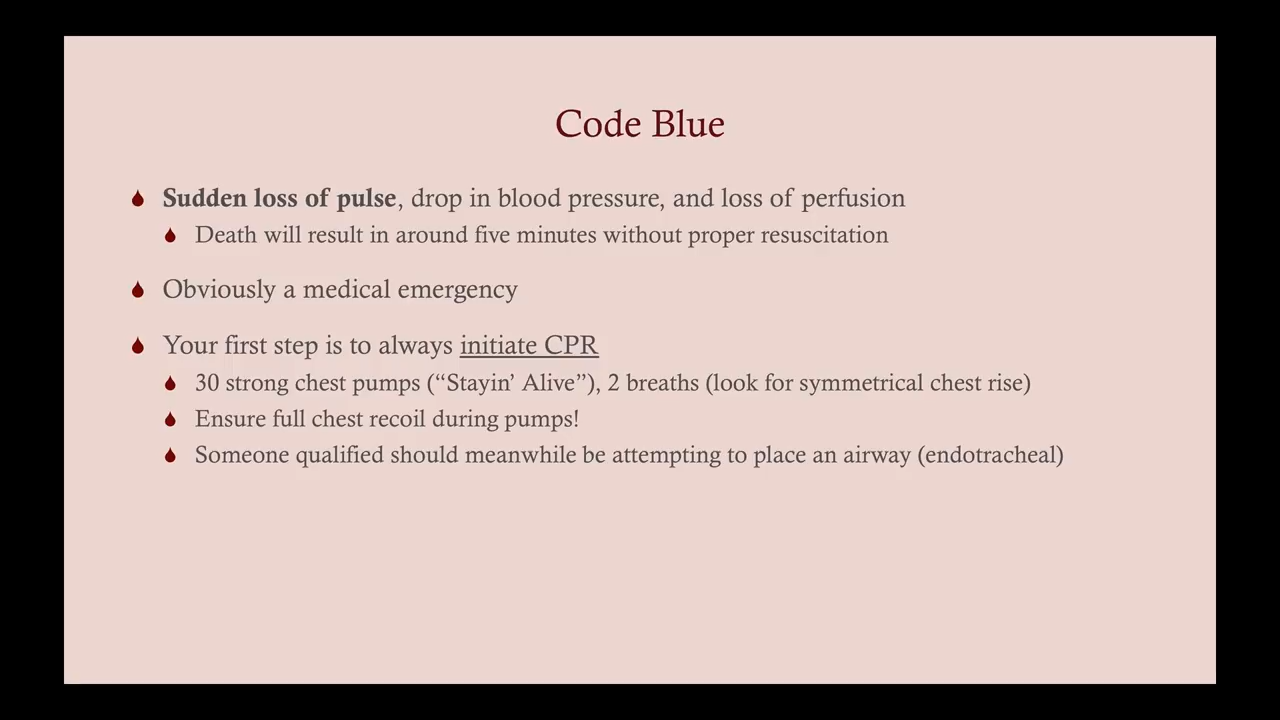 Code Blue
Sudden loss of pulse, drop in blood pressure, and loss of perfusion
Death will result in around five minutes without proper resuscitation
Obviously a medical emergency
Your first step is to always initiate CPR
30 strong chest pumps (“Stayin’ Alive”), 2 breaths (look for symmetrical chest rise)
Ensure full chest recoil during pumps!
Someone qualified should meanwhile be attempting to place an airway (endotracheal)